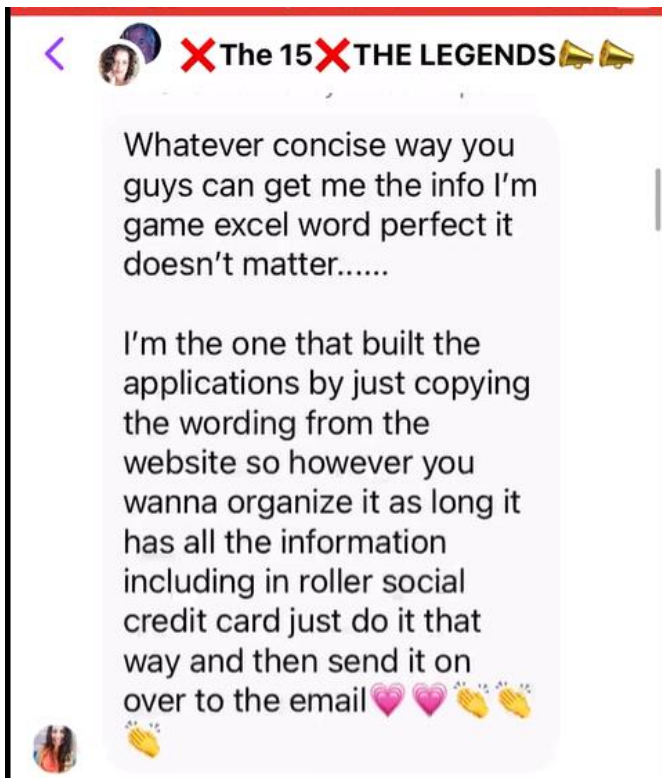 ❌The 15❌THE LEGENDS📣📣
Whatever concise way you
guys can get me the info I'm
game excel word perfect it
doesn't matter......
I'm the one that built the
applications by just copying
the wording from the
website so however you
wanna organize it as long it
has all the information
including in roller social
credit card just do it that
way and then send it on
over to the email💗💗👏👏
👏